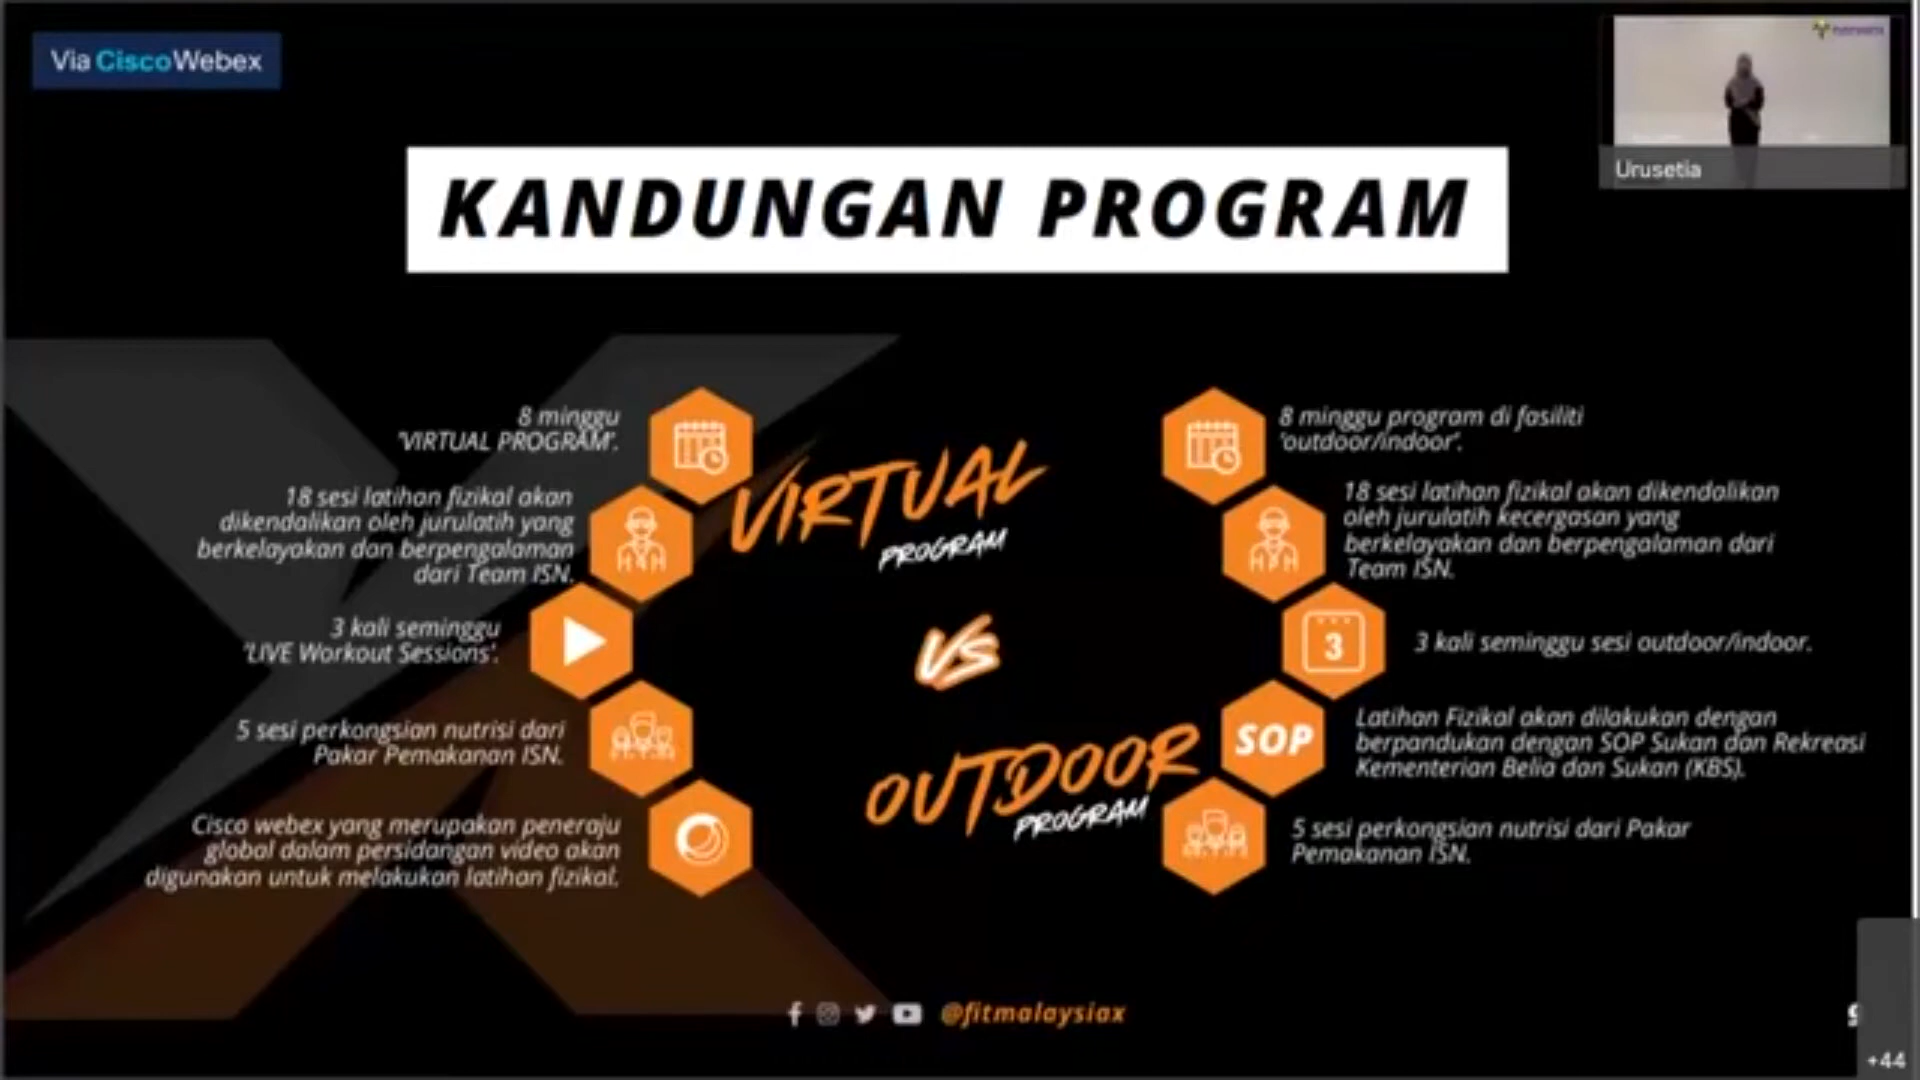 Via CiscoWebex
Urusetia
KANDUNGAN PROGRAM
8 minggu
'VIRTUAL PROGRAM'.
18 sesi latihan fizikal akan
dikendalikan oleh jurulatih yang
berkelayakan dan berpengalaman
dari Team ISN.
3 kali seminggu
'LIVE Workout Sessions'.
5 sesi perkongsian nutrisi dari
Pakar Pemakanan ISN.
Cisco webex yang merupakan peneraju
global dalam persidangan video akan
digunakan untuk melakukan latihan fizikal.
VIRTUAL
PROGRAM
VS
OUTDOOR
PROGRAM
8 minggu program di fasiliti
'outdoor/indoor'.
18 sesi latihan fizikal akan dikendalikan
oleh jurulatih kecergasan yang
berkelayakan dan berpengalaman dari
Team ISN.
3
3 kali seminggu sesi outdoor/indoor.
SOP
Latihan Fizikal akan dilakukan dengan
berpandukan dengan SOP Sukan dan Rekreasi
Kementerian Belia dan Sukan (KBS).
5 sesi perkongsian nutrisi dari Pakar
Pemakanan ISN.
@fitmalaysiax
+44